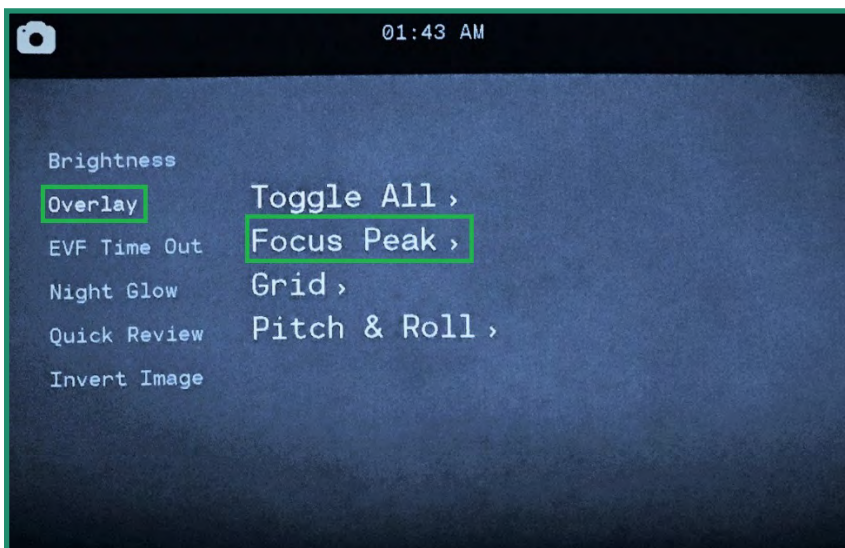 01:43 AM
Brightness
Overlay
EVF Time Out
Night Glow
Quick Review
Invert Image
Toggle All ›
Focus Peak ›
Grid ›
Pitch & Roll ›